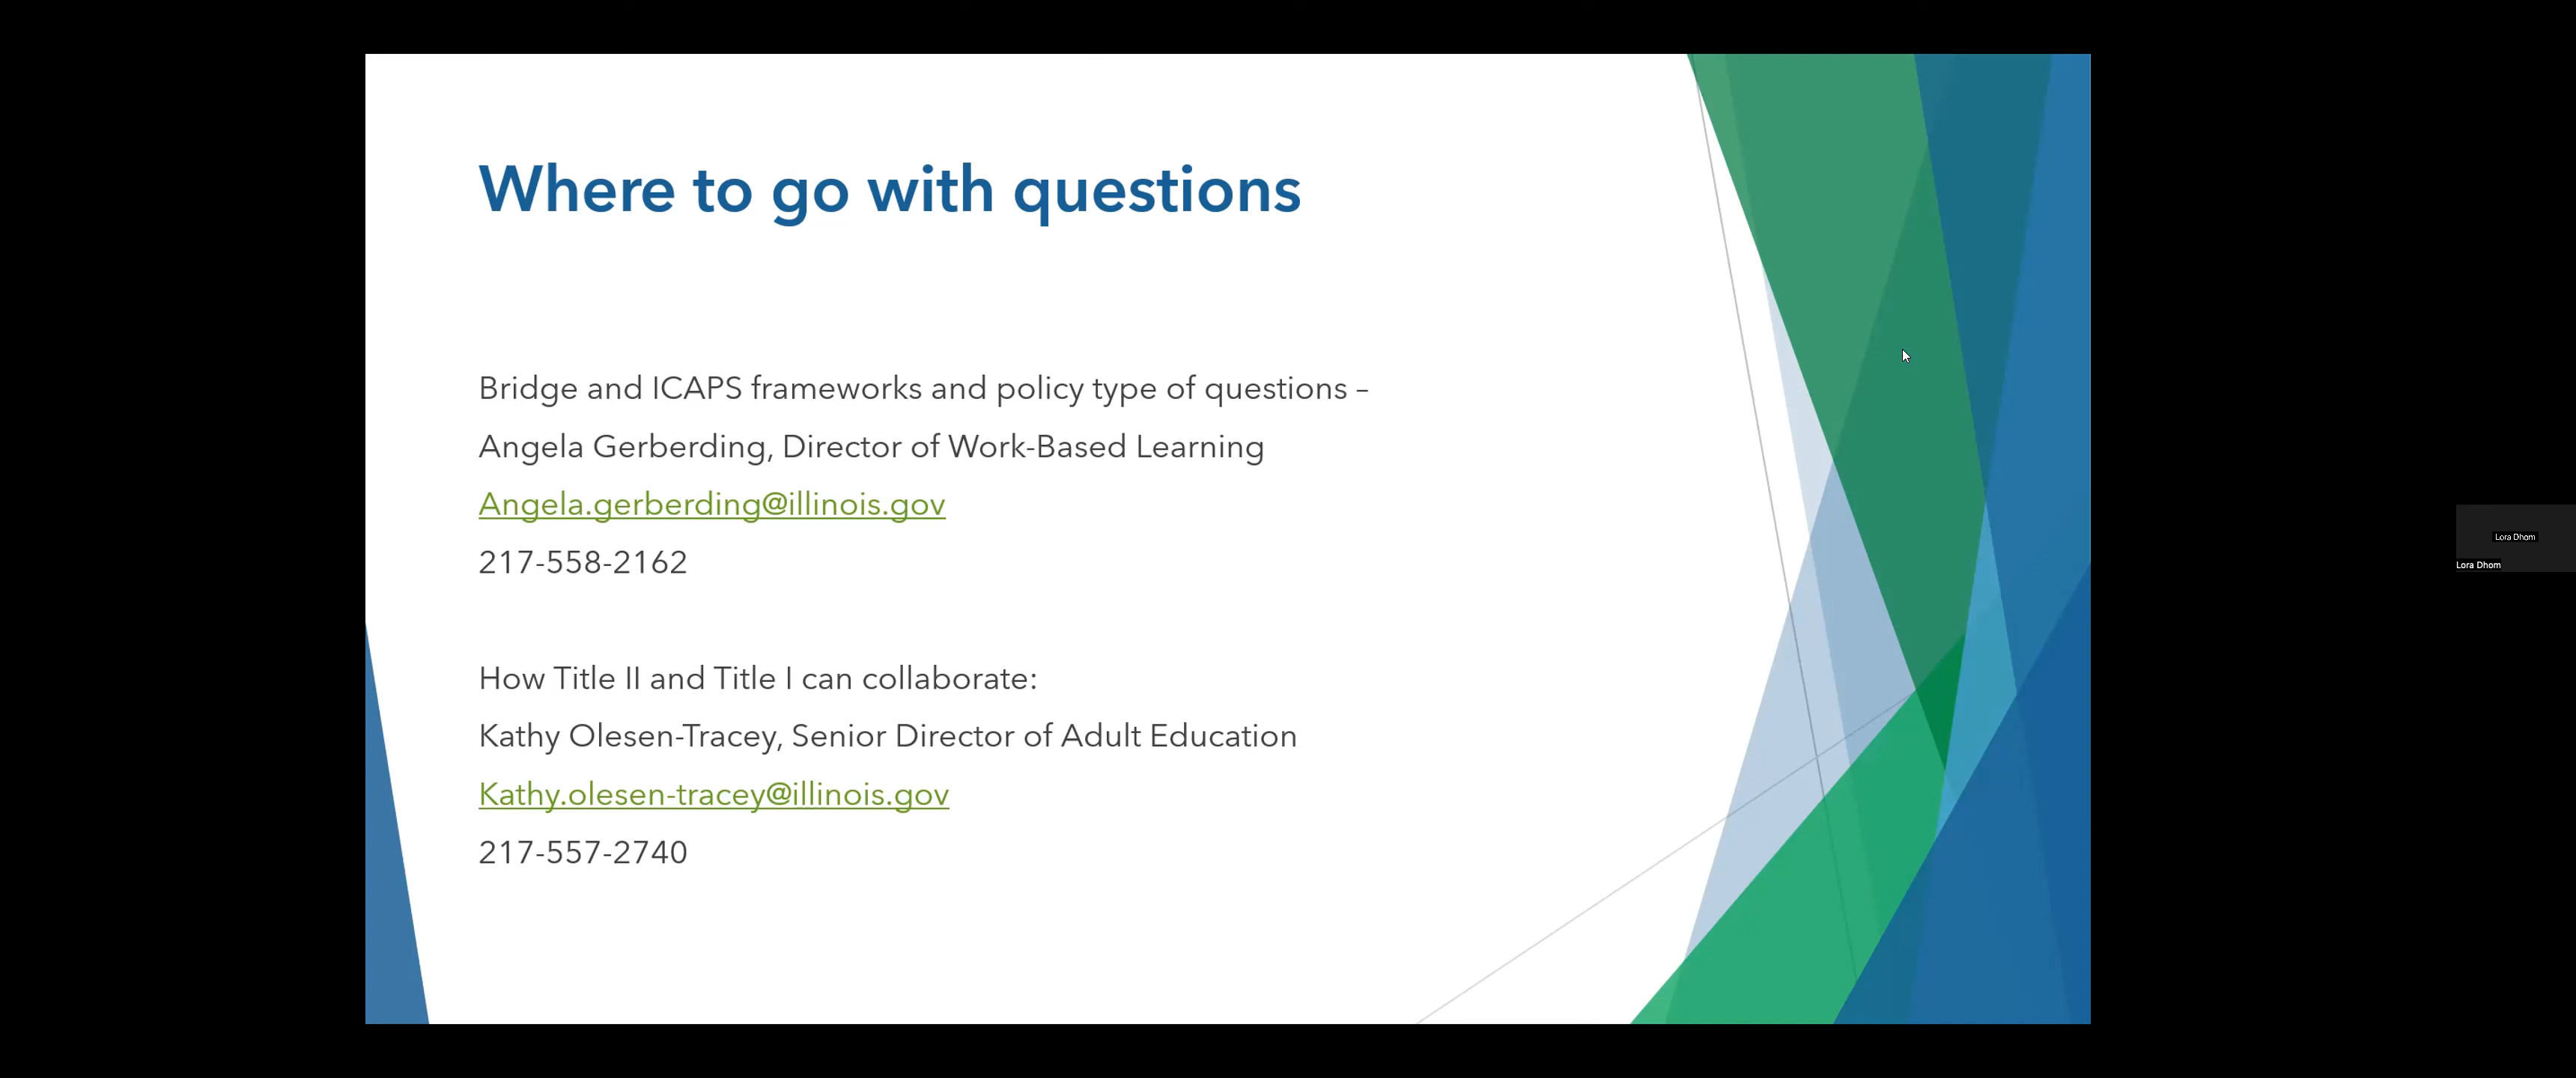 Where to go with questions
Bridge and ICAPS frameworks and policy type of questions –
Angela Gerberding, Director of Work-Based Learning
Angela.gerberding@illinois.gov
217-558-2162
How Title II and Title I can collaborate:
Kathy Olesen-Tracey, Senior Director of Adult Education
Kathy.olesen-tracey@illinois.gov
217-557-2740
Lora Dhom
Lora Dhom